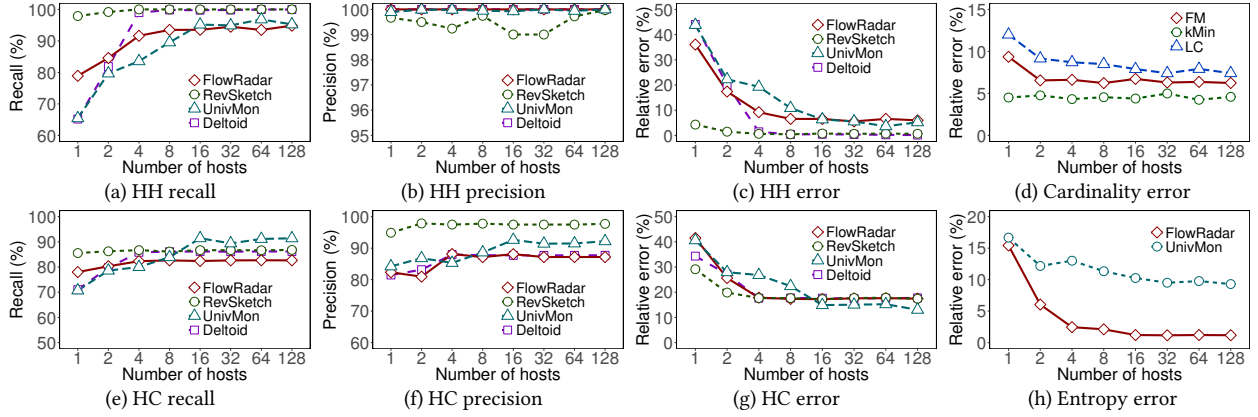 Recall (%)
100
90
80
70
60
FlowRadar
RevSketch
UnivMon
Deltoid
1 2 4 8 16 32 64 128
Number of hosts
(a) HH recall
Precision (%)
100
99
98
97
96
95
FlowRadar
RevSketch
UnivMon
Deltoid
1 2 4 8 16 32 64 128
Number of hosts
(b) HH precision
Relative error (%)
50
40
30
20
10
0
FlowRadar
RevSketch
UnivMon
Deltoid
1 2 4 8 16 32 64 128
Number of hosts
(c) HH error
Relative error (%)
15
10
5
0
FM
kMin
LC
1 2 4 8 16 32 64 128
Number of hosts
(d) Cardinality error
Recall (%)
100
90
80
70
60
50
FlowRadar
RevSketch
UnivMon
Deltoid
1 2 4 8 16 32 64 128
Number of hosts
(e) HC recall
Precision (%)
100
90
80
70
60
FlowRadar
RevSketch
UnivMon
Deltoid
1 2 4 8 16 32 64 128
Number of hosts
(f) HC precision
Relative error (%)
50
40
30
20
10
0
FlowRadar
RevSketch
UnivMon
Deltoid
1 2 4 8 16 32 64 128
Number of hosts
(g) HC error
Relative error (%)
20
15
10
5
0
FlowRadar
UnivMon
1 2 4 8 16 32 64 128
Number of hosts
(h) Entropy error